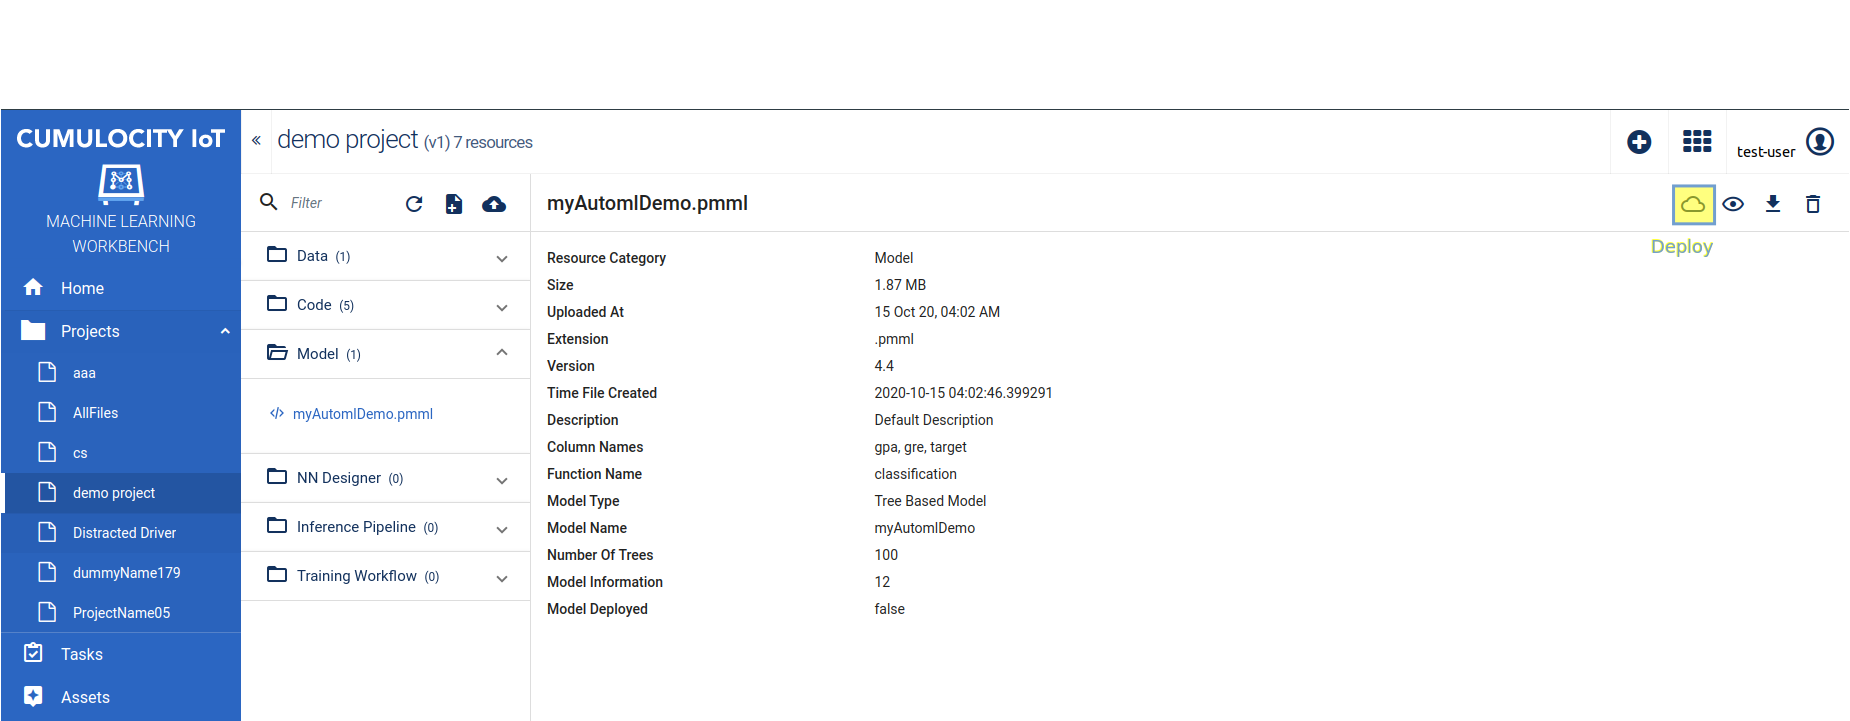 CUMULOCITY IoT
MACHINE LEARNING
WORKBENCH
Home
Projects
aaa
AllFiles
cs
demo project
Distracted Driver
dummyName179
ProjectName05
Tasks
Assets
« demo project (v1) 7 resources
test-user
Filter
Data (1)
Code (5)
Model (1)
</> myAutomlDemo.pmml
NN Designer (0)
Inference Pipeline (0)
Training Workflow (0)
myAutomlDemo.pmml
Deploy
Resource Category Model
Size 1.87 MB
Uploaded At 15 Oct 20, 04:02 AM
Extension .pmml
Version 4.4
Time File Created 2020-10-15 04:02:46.399291
Description Default Description
Column Names gpa, gre, target
Function Name classification
Model Type Tree Based Model
Model Name myAutomlDemo
Number Of Trees 100
Model Information 12
Model Deployed false